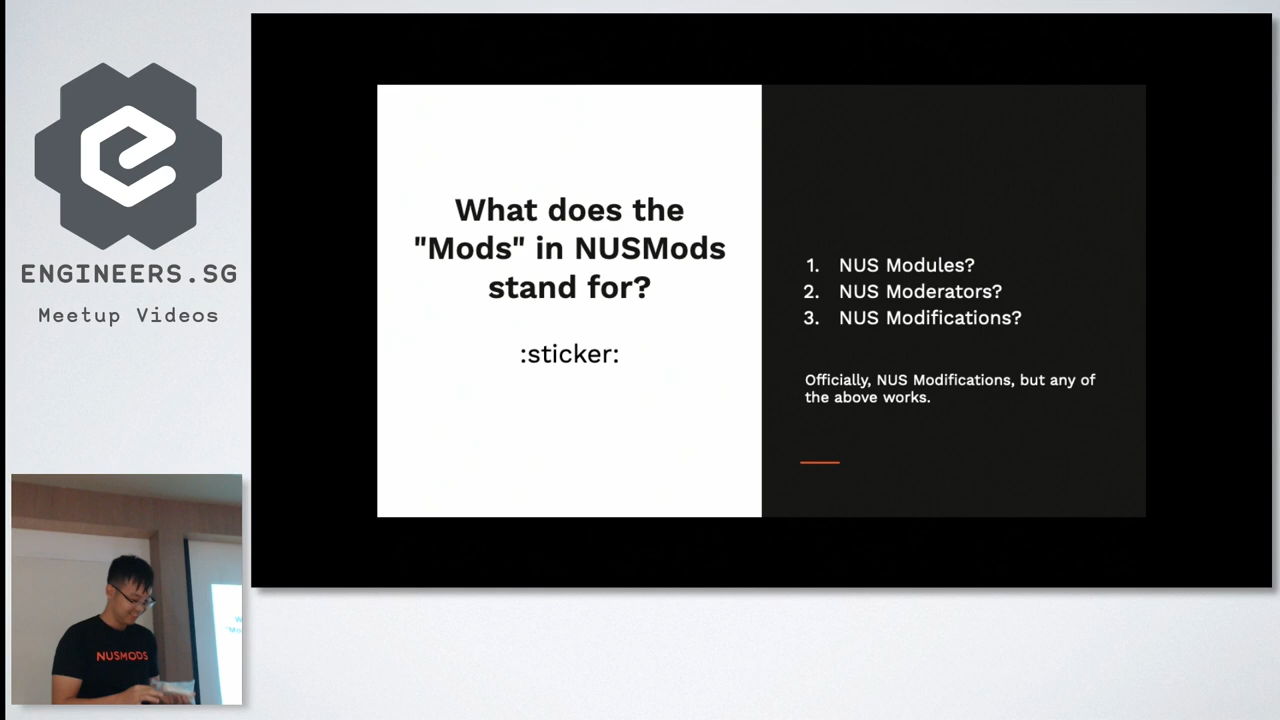 ENGINEERS.SG
Meetup Videos
What does the
"Mods" in NUSMods
stand for?
:sticker:
1. NUS Modules?
2. NUS Moderators?
3. NUS Modifications?
Officially, NUS Modifications, but any of
the above works.
NUSMODS